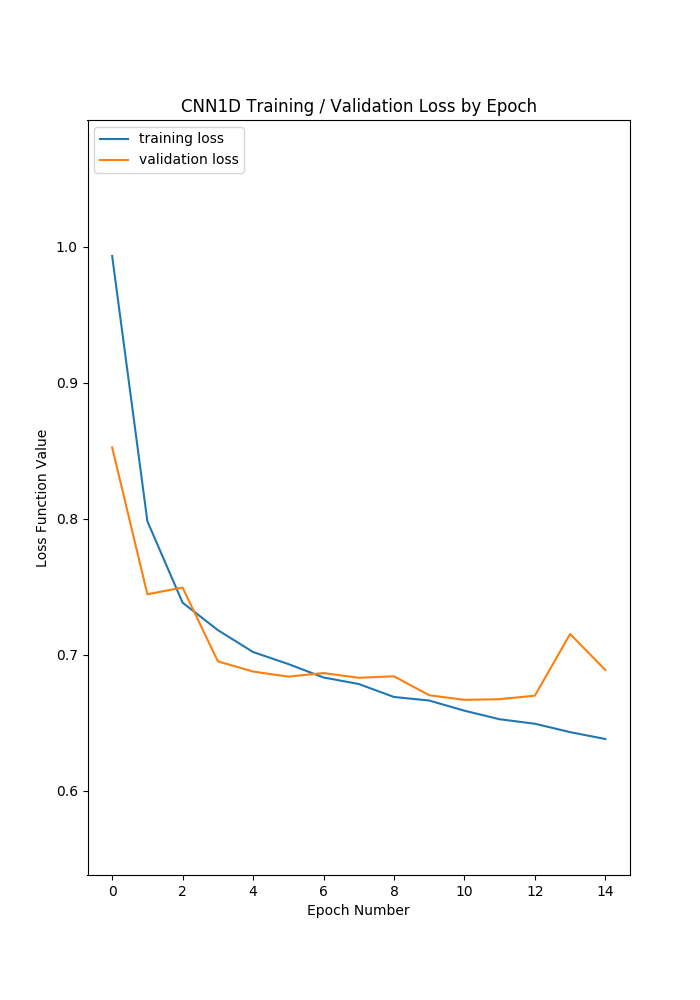 CNN1D Training / Validation Loss by Epoch
training loss
validation loss
1.0
0.9
0.8
0.7
0.6
Loss Function Value
0 2 4 6 8 10 12 14
Epoch Number